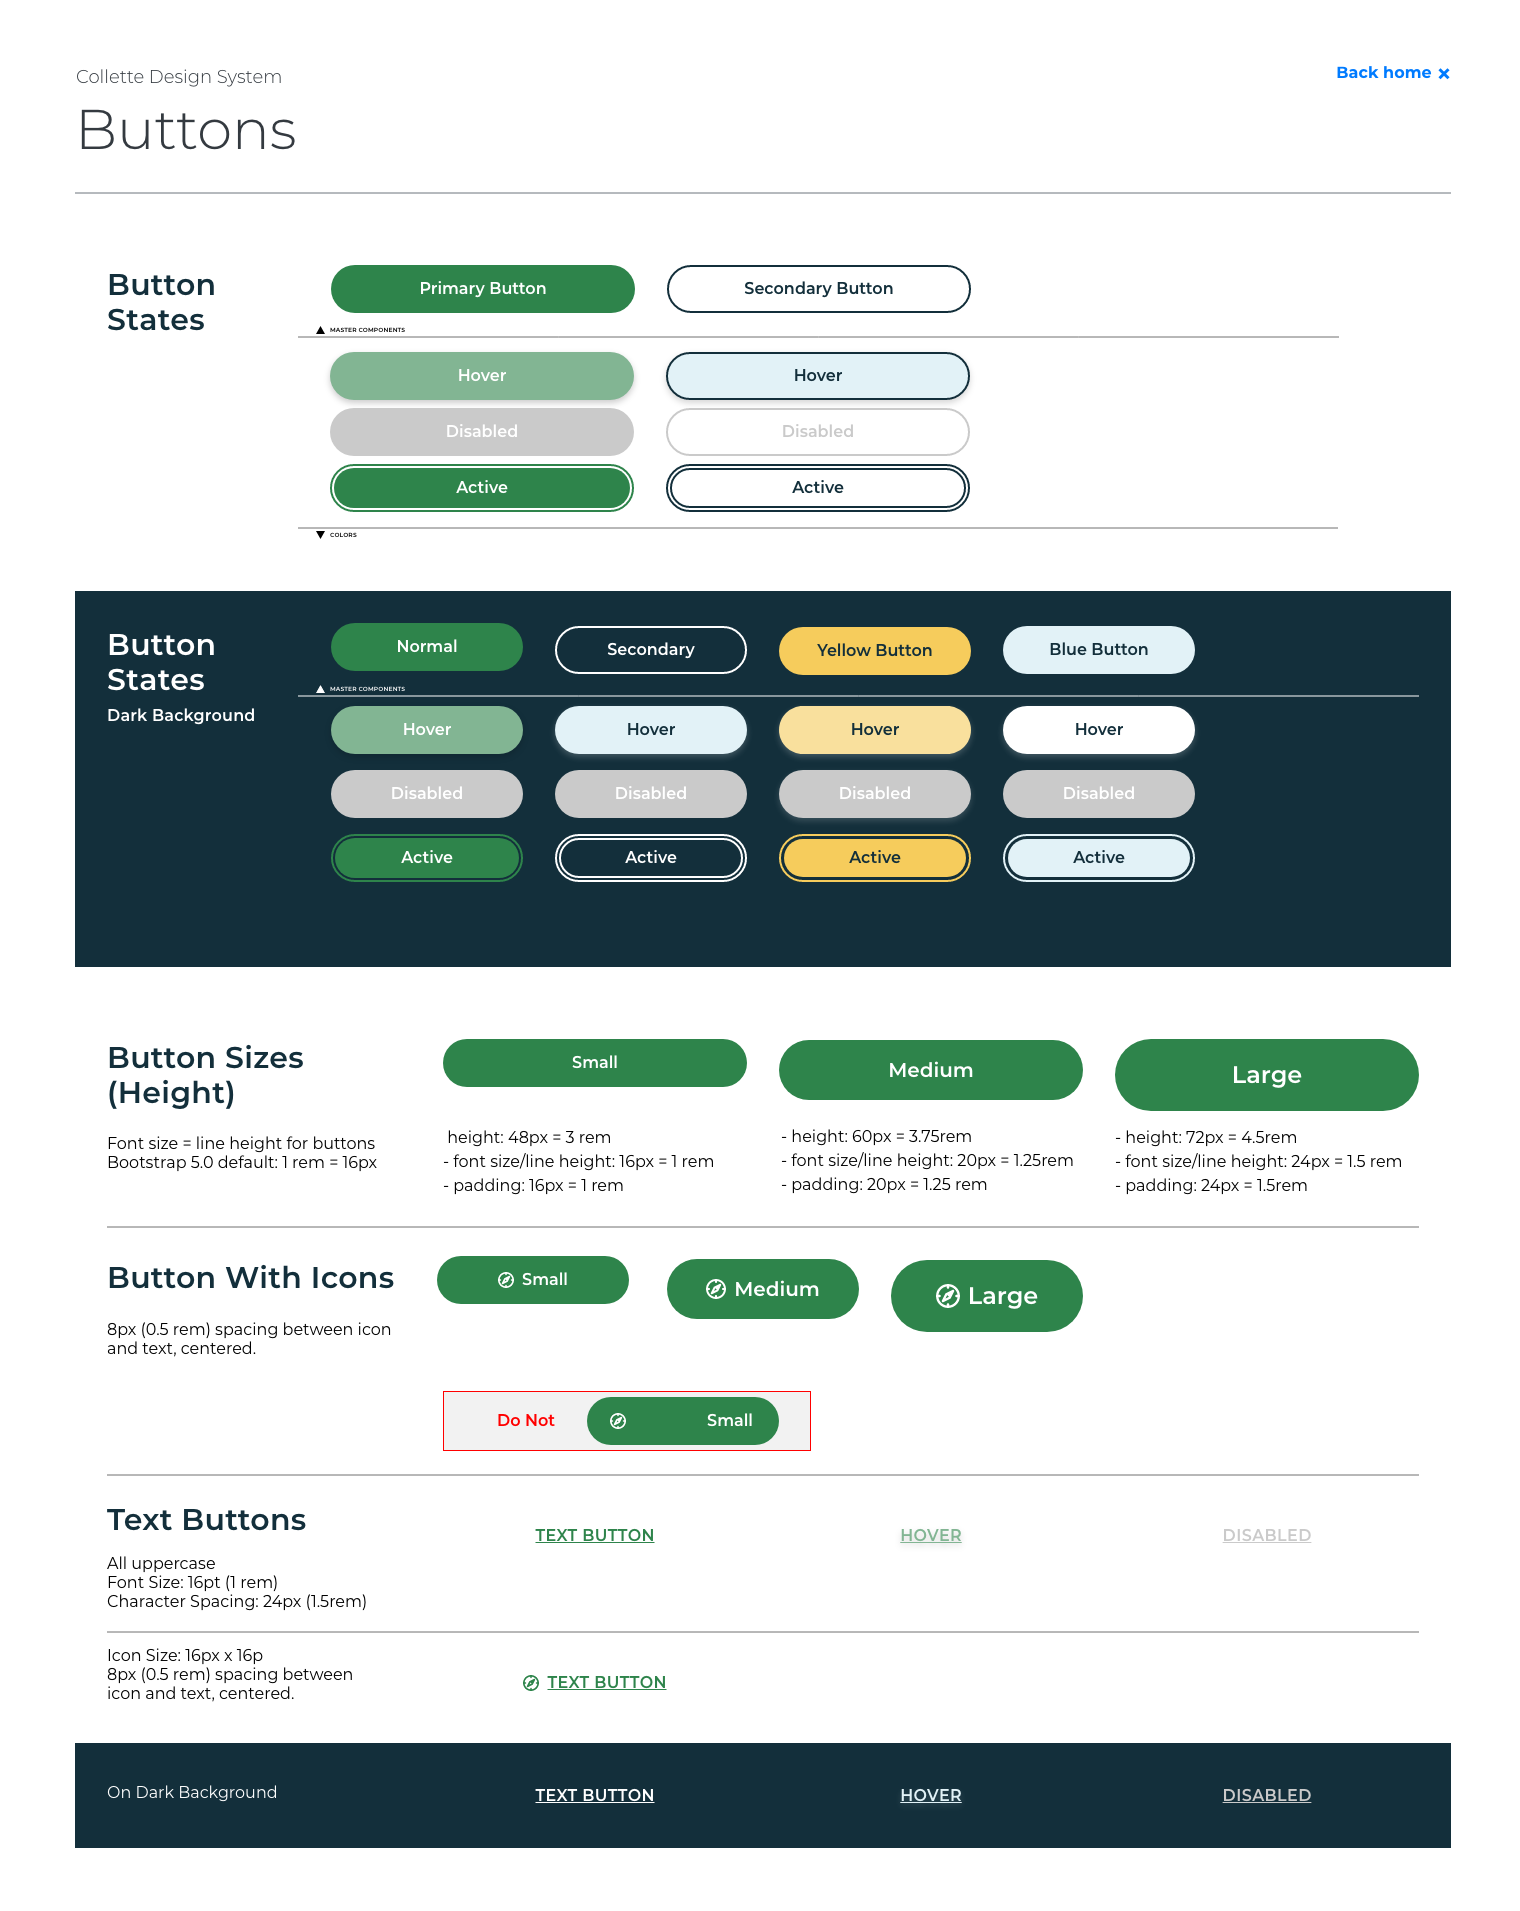 Collette Design System
Back home
Buttons
Button
States
Primary Button
Secondary Button
MASTER COMPONENTS
Hover
Hover
Disabled
Disabled
Active
Active
COLORS
Button
States
Dark Background
Normal
Secondary
Yellow Button
Blue Button
MASTER COMPONENTS
Hover
Hover
Hover
Hover
Disabled
Disabled
Disabled
Disabled
Active
Active
Active
Active
Button Sizes
(Height)
Font size = line height for buttons
Bootstrap 5.0 default: 1 rem = 16px
Small
height: 48px = 3 rem
- font size/line height: 16px = 1 rem
- padding: 16px = 1 rem
Medium
- height: 60px = 3.75rem
- font size/line height: 20px = 1.25rem
- padding: 20px = 1.25 rem
Large
- height: 72px = 4.5rem
- font size/line height: 24px = 1.5 rem
- padding: 24px = 1.5rem
Button With Icons
8px (0.5 rem) spacing between icon
and text, centered.
Small
Medium
Large
Do Not
Small
Text Buttons
All uppercase
Font Size: 16pt (1 rem)
Character Spacing: 24px (1.5rem)
TEXT BUTTON
HOVER
DISABLED
Icon Size: 16px x 16p
8px (0.5 rem) spacing between
icon and text, centered.
TEXT BUTTON
On Dark Background
TEXT BUTTON
HOVER
DISABLED